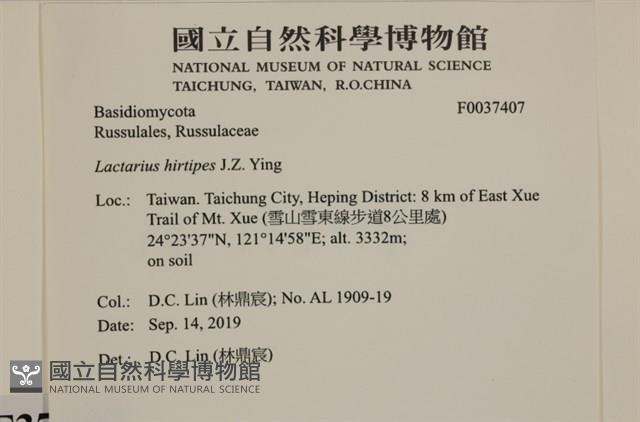 國立自然科學博物館
NATIONAL MUSEUM OF NATURAL SCIENCE
TAICHUNG, TAIWAN, R.O.CHINA
Basidiomycota F0037407
Russulales, Russulaceae
Lactarius hirtipes J.Z. Ying
Loc.: Taiwan. Taichung City, Heping District: 8 km of East Xue
Trail of Mt. Xue (雪山雪東線步道8公里處)
24°23'37"N, 121°14'58"E; alt. 3332m;
on soil
Col.: D.C. Lin (林鼎宸); No. AL 1909-19
Date: Sep. 14, 2019
Det.: D.C. Lin (林鼎宸)
國立自然科學博物館
NATIONAL MUSEUM OF NATURAL SCIENCE